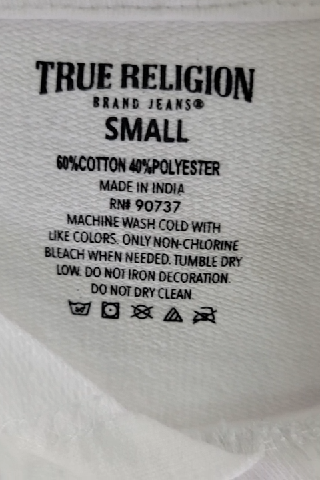 TRUE RELIGION
BRAND JEANS®
SMALL
60%COTTON 40%POLYESTER
MADE IN INDIA
RN# 90737
MACHINE WASH COLD WITH
LIKE COLORS. ONLY NON-CHLORINE
BLEACH WHEN NEEDED. TUMBLE DRY
LOW. DO NOT IRON DECORATION.
DO NOT DRY CLEAN.